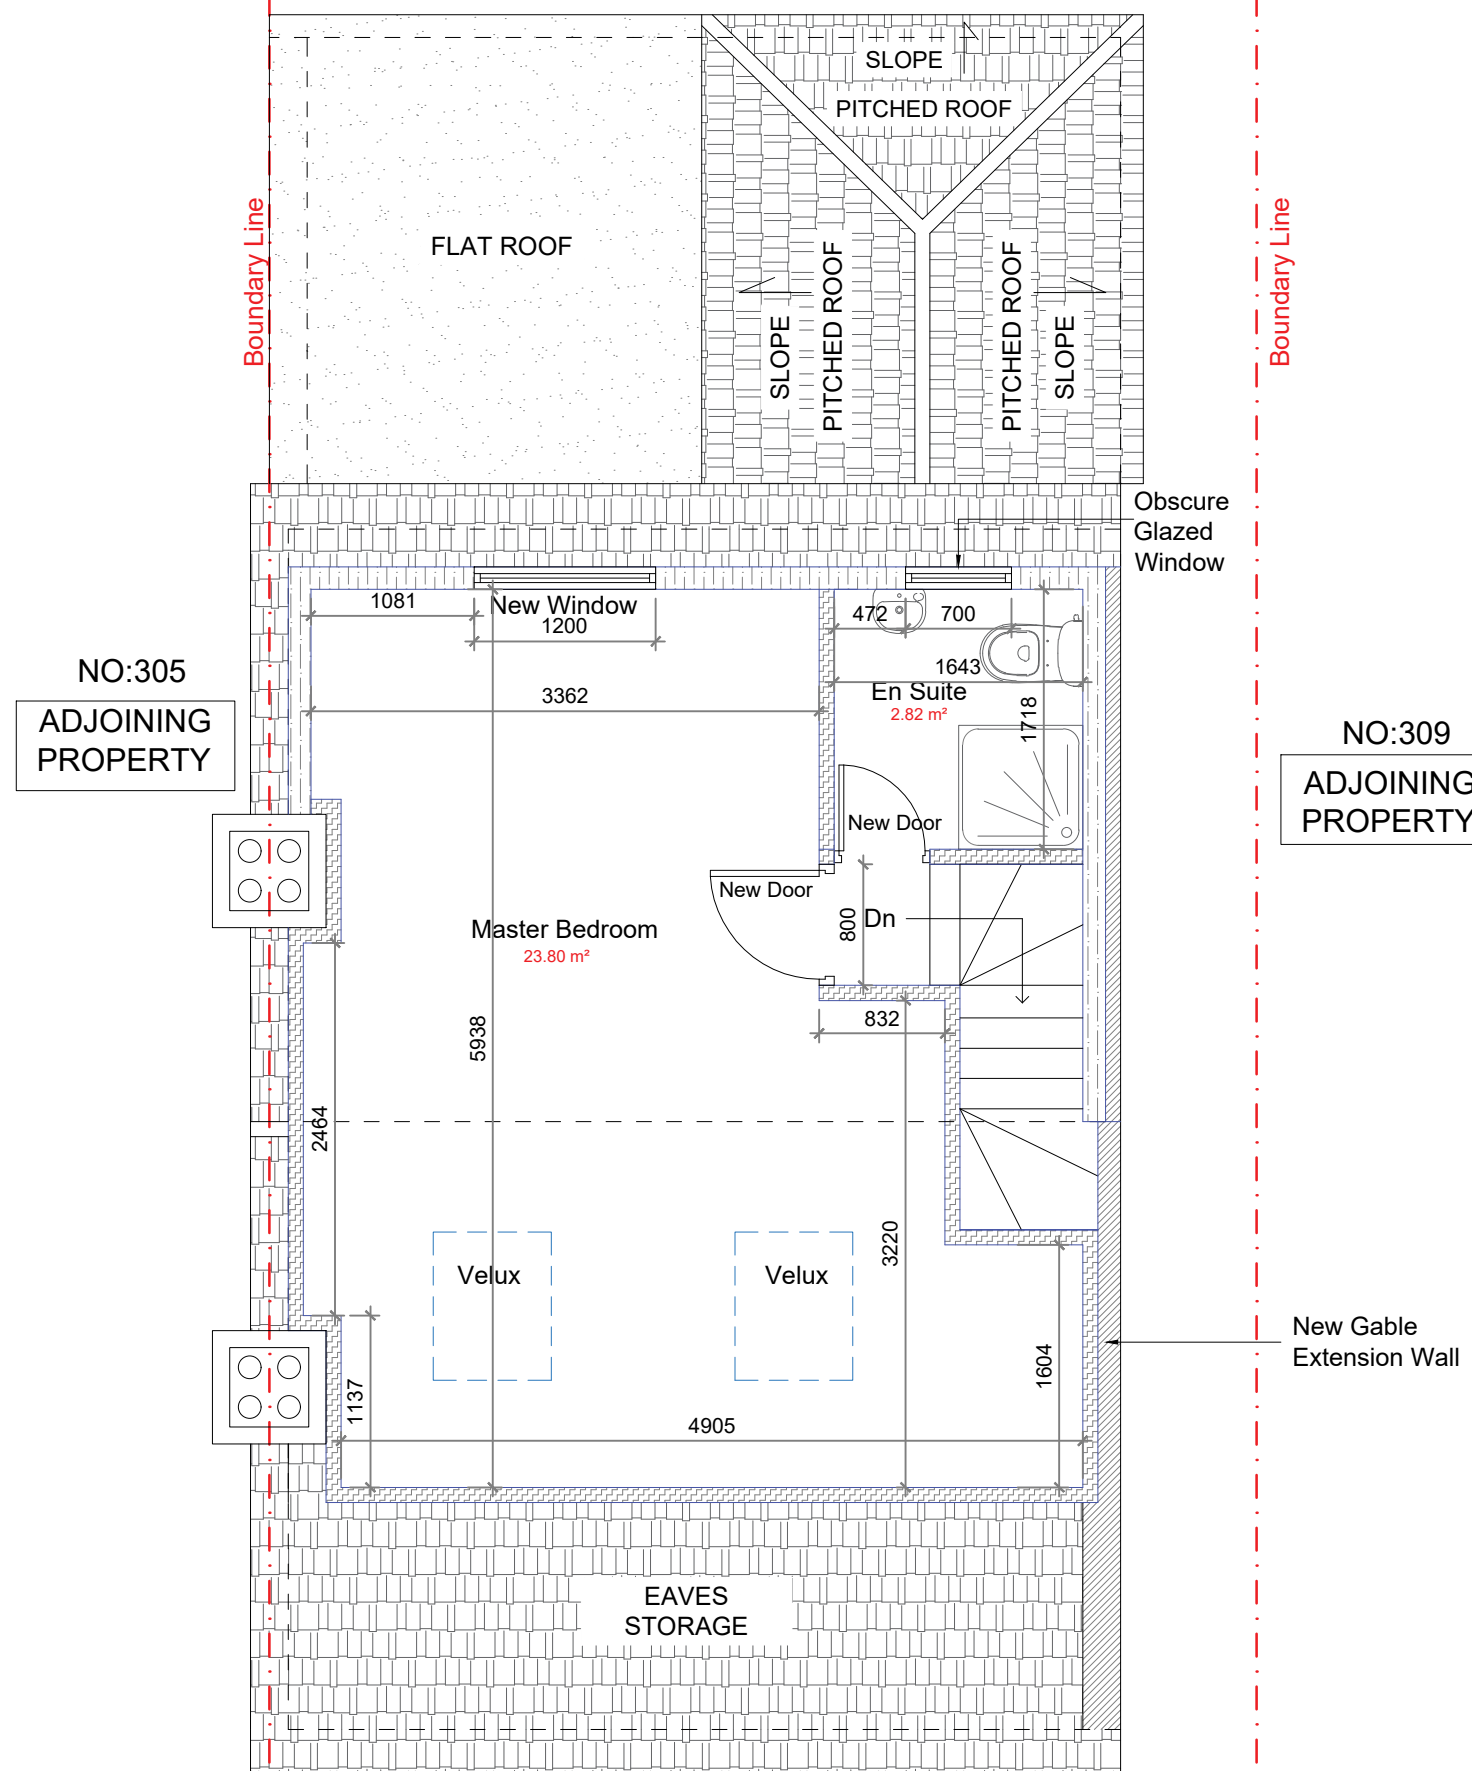 SLOPE
PITCHED ROOF
Boundary Line
FLAT ROOF
SLOPE
PITCHED ROOF
PITCHED ROOF
SLOPE
Boundary Line
Obscure
Glazed
Window
1081
New Window
1200
472
700
1643
En Suite
2.82 m²
1718
NO:305
ADJOINING
PROPERTY
3362
NO:309
ADJOINING
PROPERTY
New Door
New Door
800
Dn
Master Bedroom
23.80 m²
832
5938
2464
3220
Velux
Velux
New Gable
Extension Wall
1604
1137
4905
EAVES
STORAGE